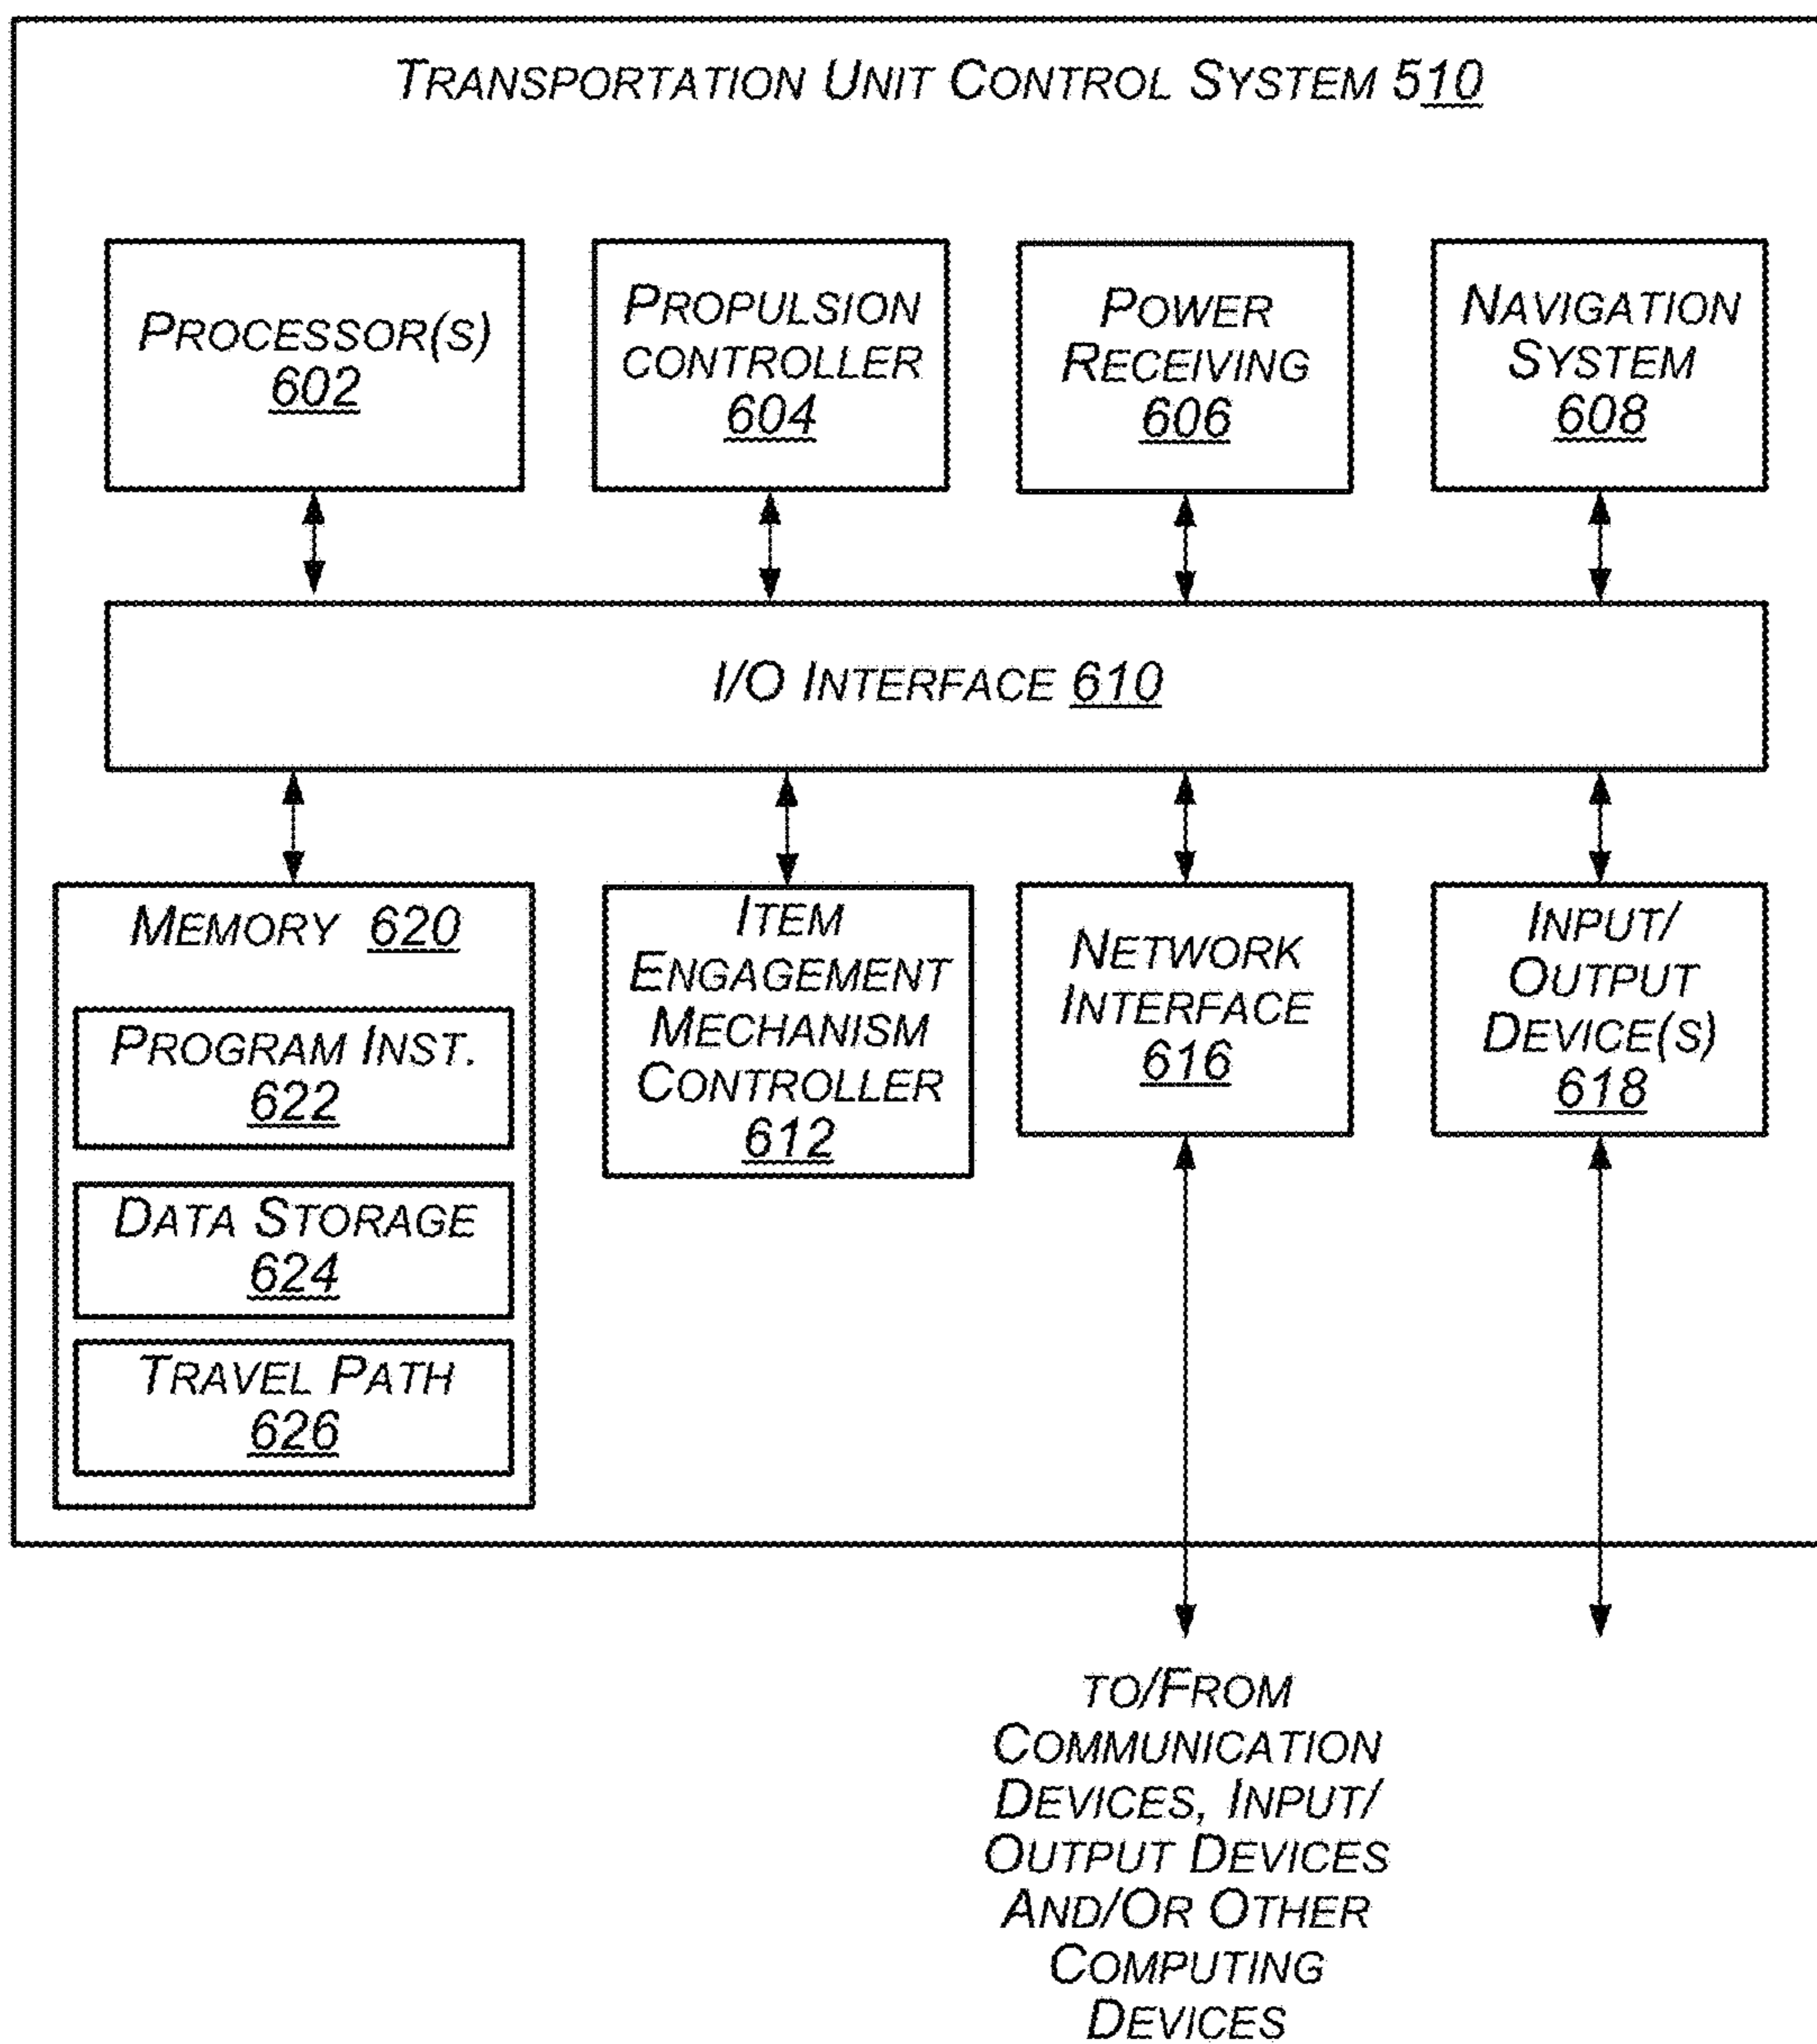 TRANSPORTATION UNIT CONTROL SYSTEM 510
PROCESSOR(S)
602
PROPULSION
CONTROLLER
604
POWER
RECEIVING
606
NAVIGATION
SYSTEM
608
I/O INTERFACE 610
MEMORY 620
PROGRAM INST.
622
DATA STORAGE
624
TRAVEL PATH
626
ITEM
ENGAGEMENT
MECHANISM
CONTROLLER
612
NETWORK
INTERFACE
616
INPUT/
OUTPUT
DEVICE(S)
618
TO/FROM
COMMUNICATION
DEVICES, INPUT/
OUTPUT DEVICES
AND/OR OTHER
COMPUTING
DEVICES